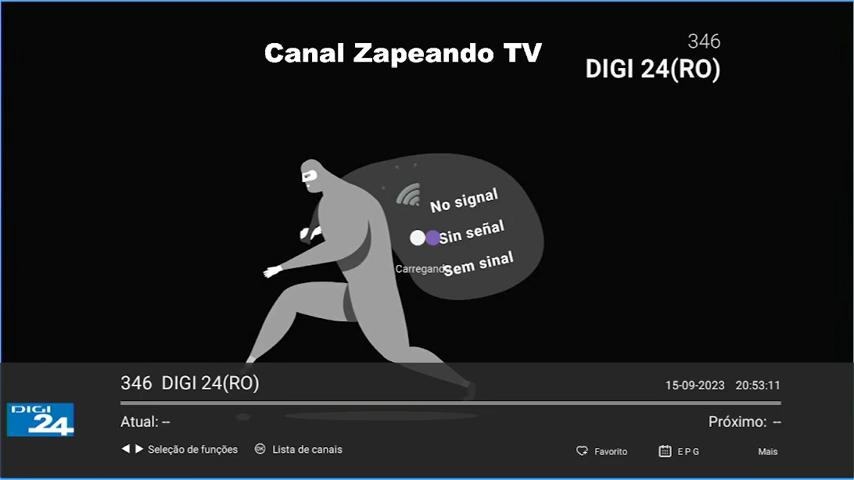 Canal Zapeando TV
346
DIGI 24(RO)
No signal
Sin señal
Carregando
Sem sinal
346 DIGI 24(RO)
15-09-2023 20:53:11
DIGI
24
Atual: --
Próximo: --
Seleção de funções
OK
Lista de canais
Favorito
E P G
Mais